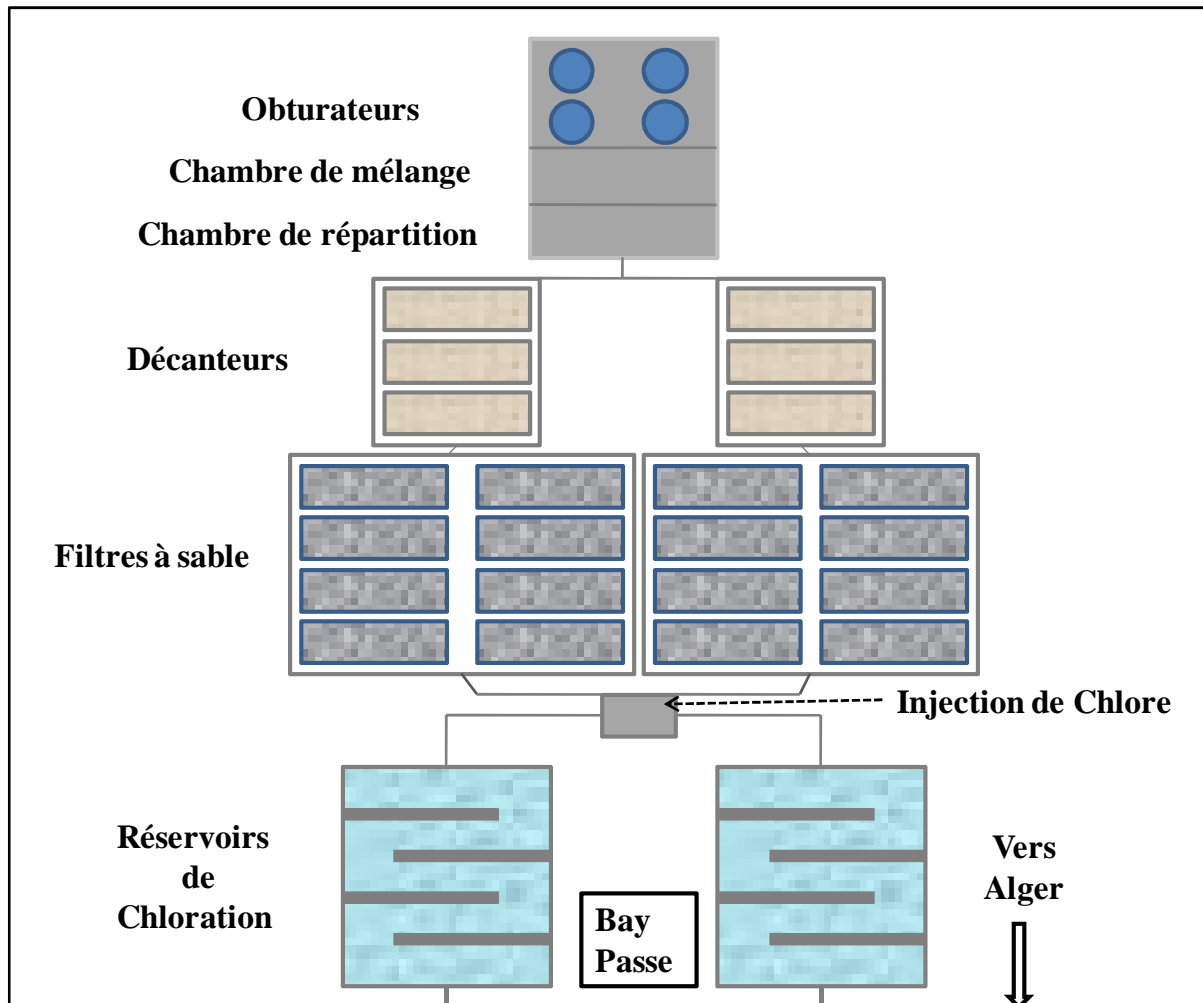 Obturateurs
Chambre de mélange
Chambre de répartition
Décanteurs
Filtres à sable
Injection de Chlore
Réservoirs
de
Chloration
Bay
Passe
Vers
Alger